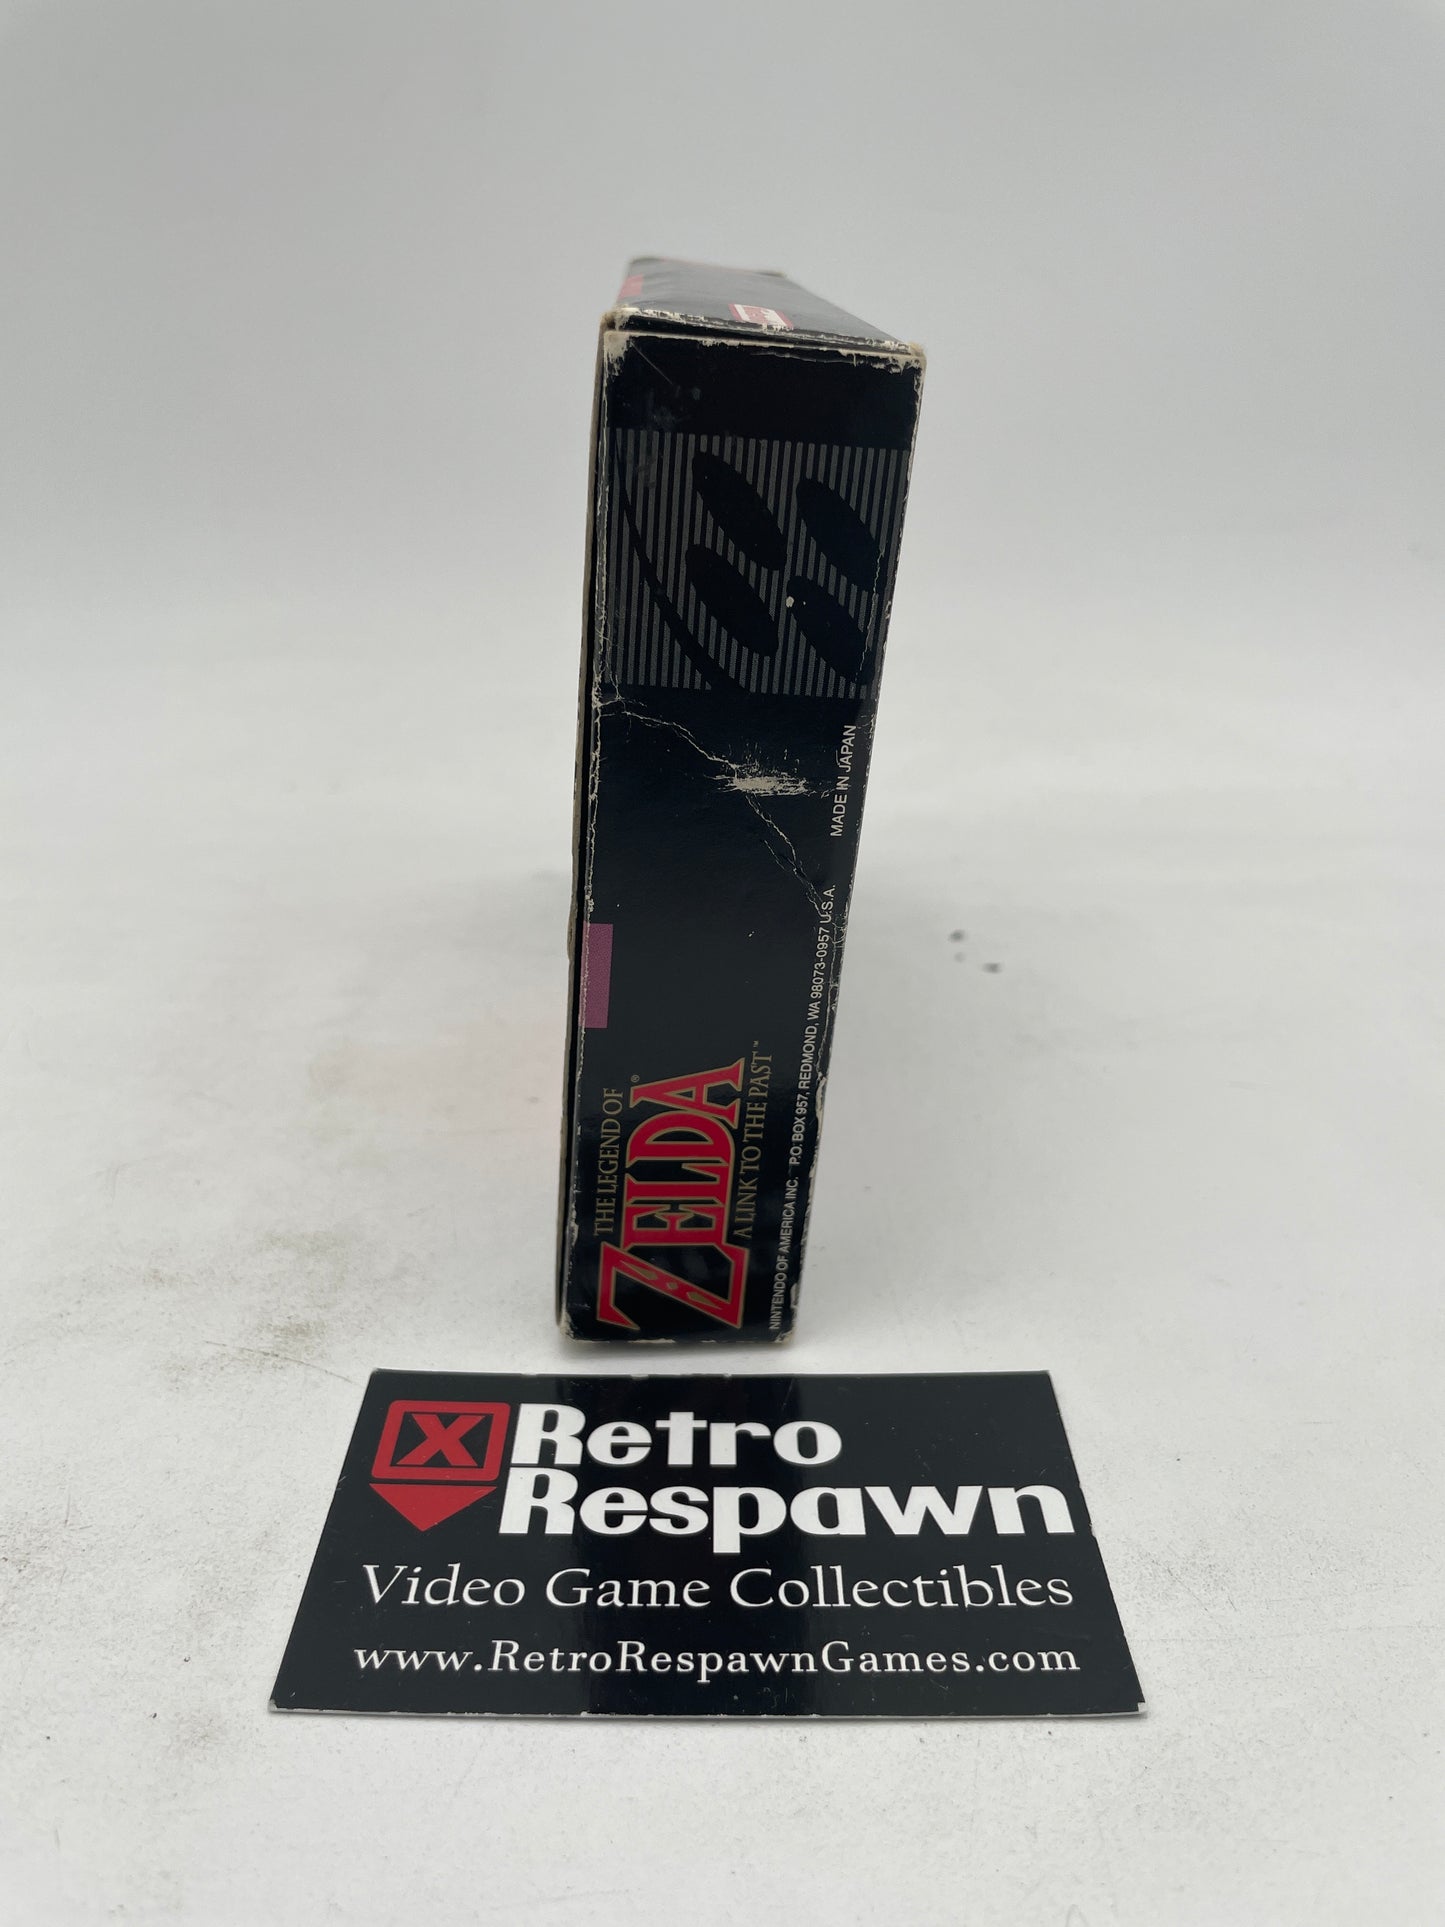 THE LEGEND OF
ZELDA®
A LINK TO THE PAST™
NINTENDO OF AMERICA INC. P.O. BOX 957, REDMOND, WA 98073-0957 U.S.A. MADE IN JAPAN
X Retro
Respawn
Video Game Collectibles
www.RetroRespawnGames.com